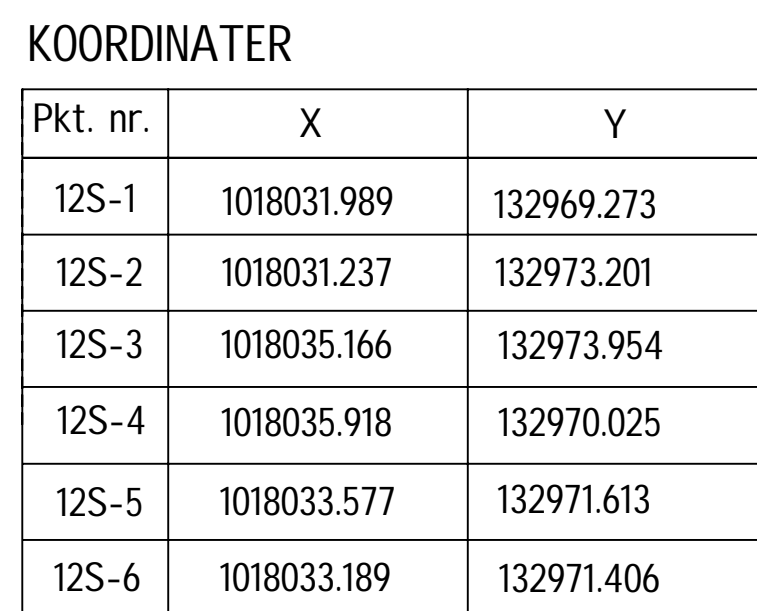 KOORDINATER
Pkt. nr. X Y
12S-1 1018031.989 132969.273
12S-2 1018031.237 132973.201
12S-3 1018035.166 132973.954
12S-4 1018035.918 132970.025
12S-5 1018033.577 132971.613
12S-6 1018033.189 132971.406